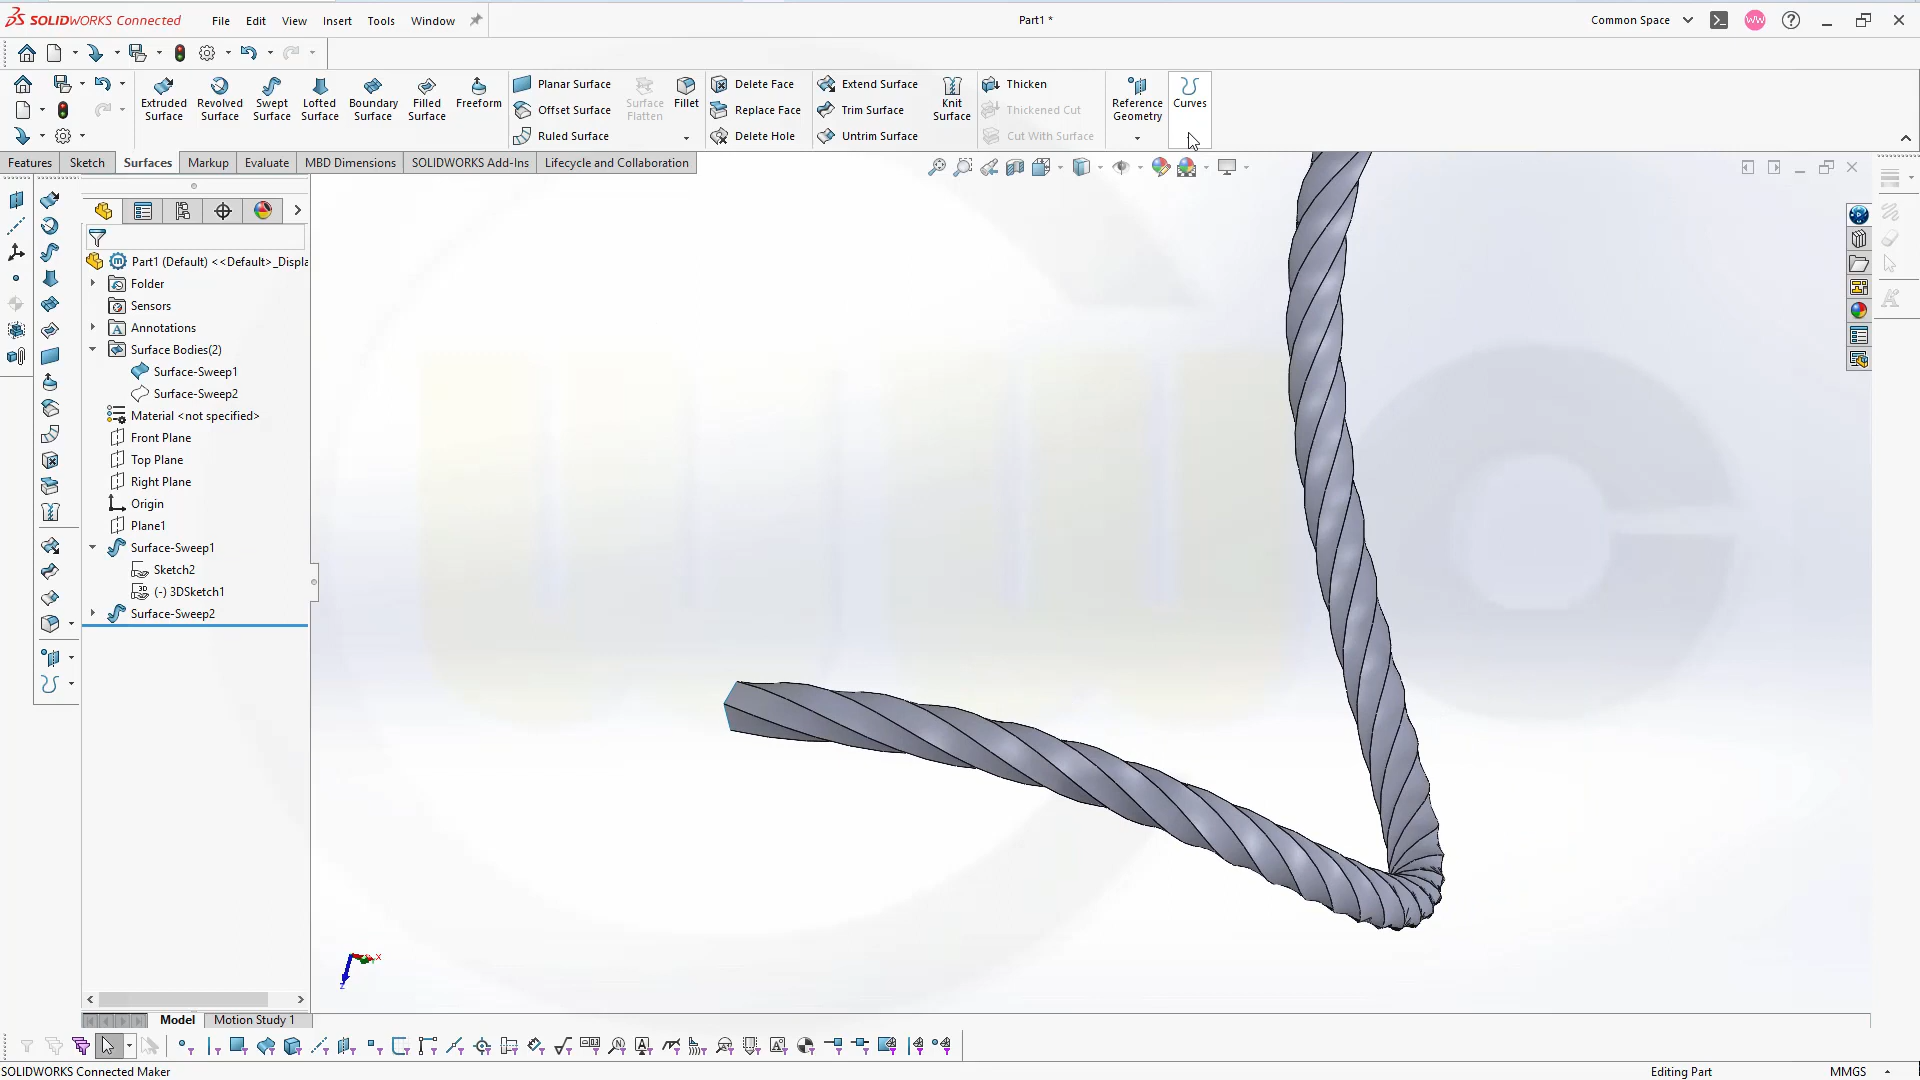 SOLIDWORKS Connected File Edit View Insert Tools Window Part1 * Common Space WW
Extruded Surface Revolved Surface Swept Surface Lofted Surface Boundary Surface Filled Surface Freeform Planar Surface Offset Surface Ruled Surface Surface Flatten Fillet Delete Face Replace Face Delete Hole Extend Surface Trim Surface Untrim Surface Knit Surface Thicken Thickened Cut Cut With Surface Reference Geometry Curves
Features Sketch Surfaces Markup Evaluate MBD Dimensions SOLIDWORKS Add-Ins Lifecycle and Collaboration
Part1 (Default) <<Default>_Displa
Folder
Sensors
Annotations
Surface Bodies(2)
Surface-Sweep1
Surface-Sweep2
Material <not specified>
Front Plane
Top Plane
Right Plane
Origin
Plane1
Surface-Sweep1
Sketch2
(-) 3DSketch1
Surface-Sweep2
x
z
Model Motion Study 1
SOLIDWORKS Connected Maker Editing Part MMGS